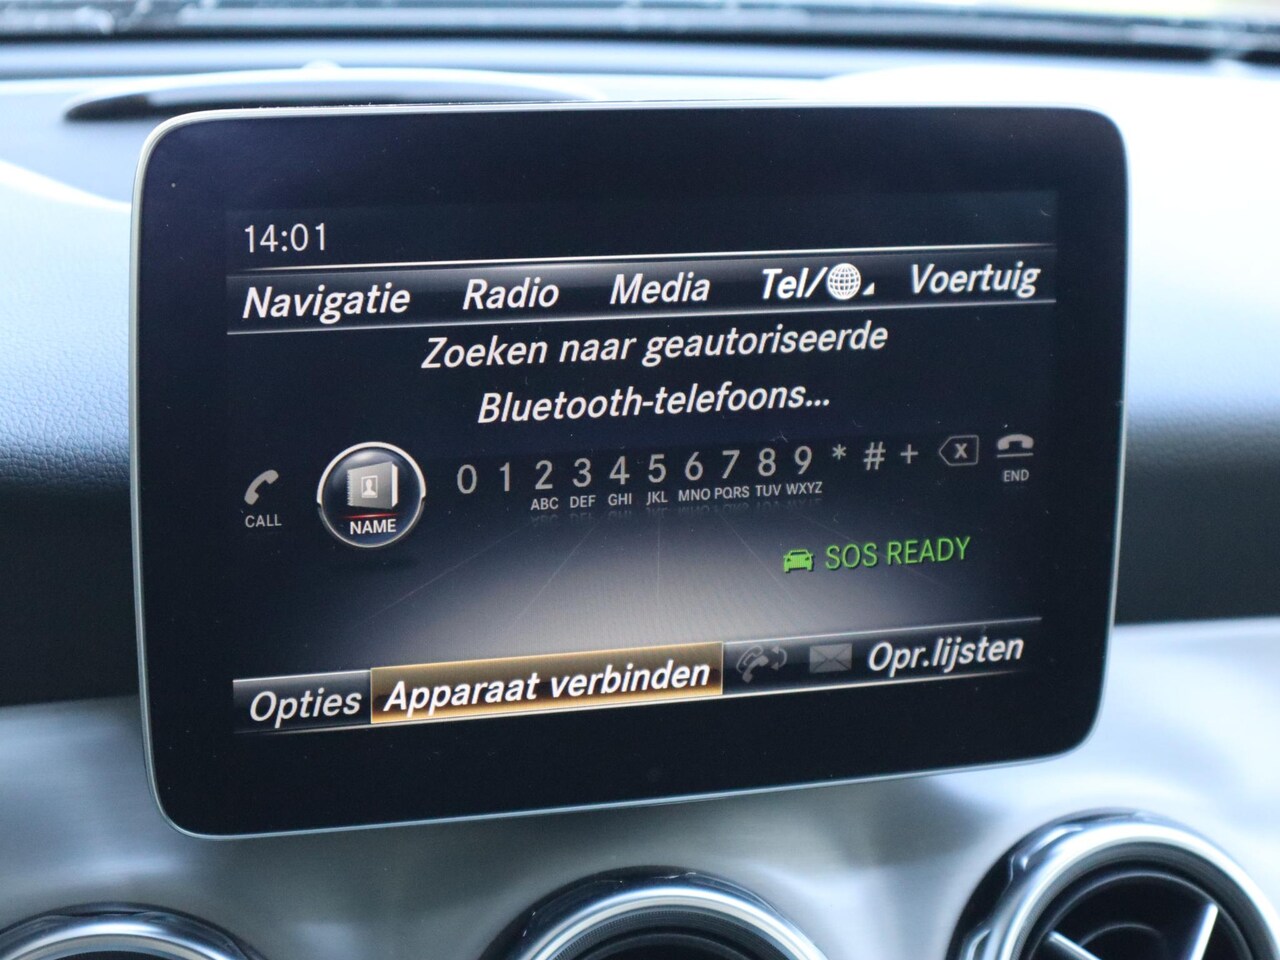 14:01
Navigatie Radio Media Tel/ Voertuig
Zoeken naar geautoriseerde
Bluetooth-telefoons...
0 1 2 3 4 5 6 7 8 9 * # + X
ABC DEF GHI JKL MNO PQRS TUV WXYZ
CALL NAME END
SOS READY
Opties Apparaat verbinden Opr.lijsten